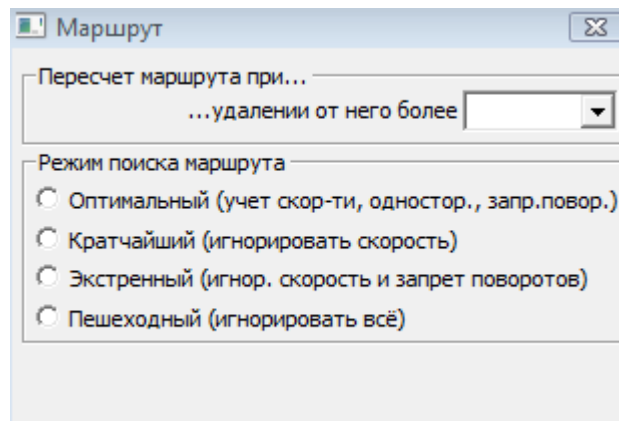 Маршрут
Пересчет маршрута при...
...удалении от него более
Режим поиска маршрута
Оптимальный (учет скор-ти, одностор., запр.повор.)
Кратчайший (игнорировать скорость)
Экстренный (игнор. скорость и запрет поворотов)
Пешеходный (игнорировать всё)